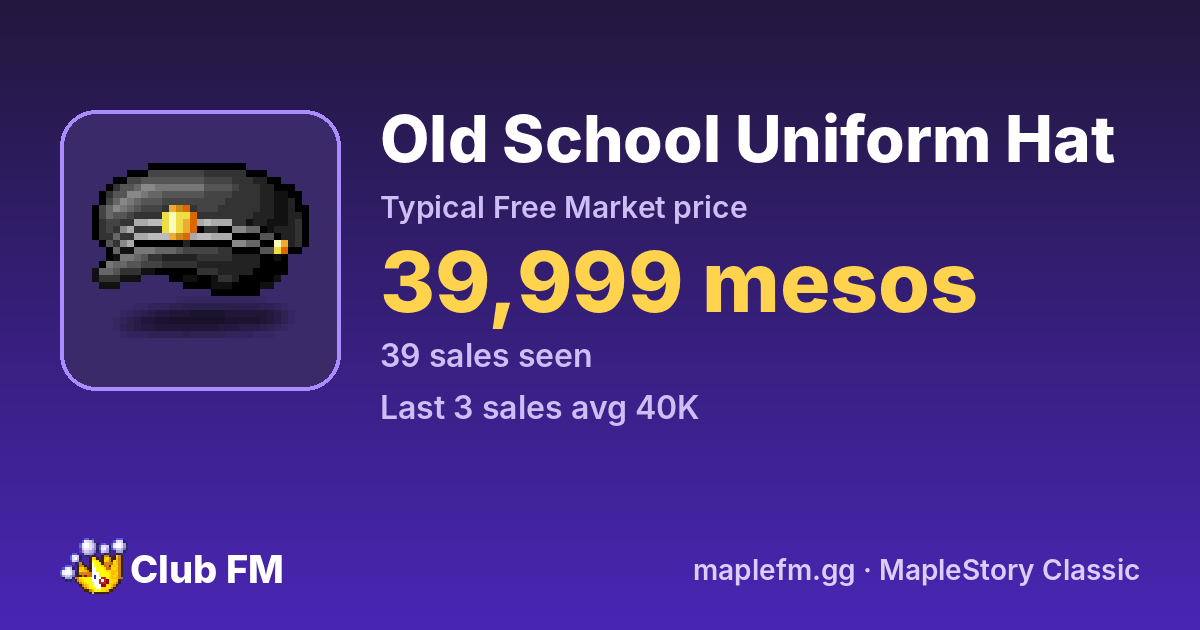 Old School Uniform Hat
Typical Free Market price
39,999 mesos
39 sales seen
Last 3 sales avg 40K
Club FM
maplefm.gg · MapleStory Classic